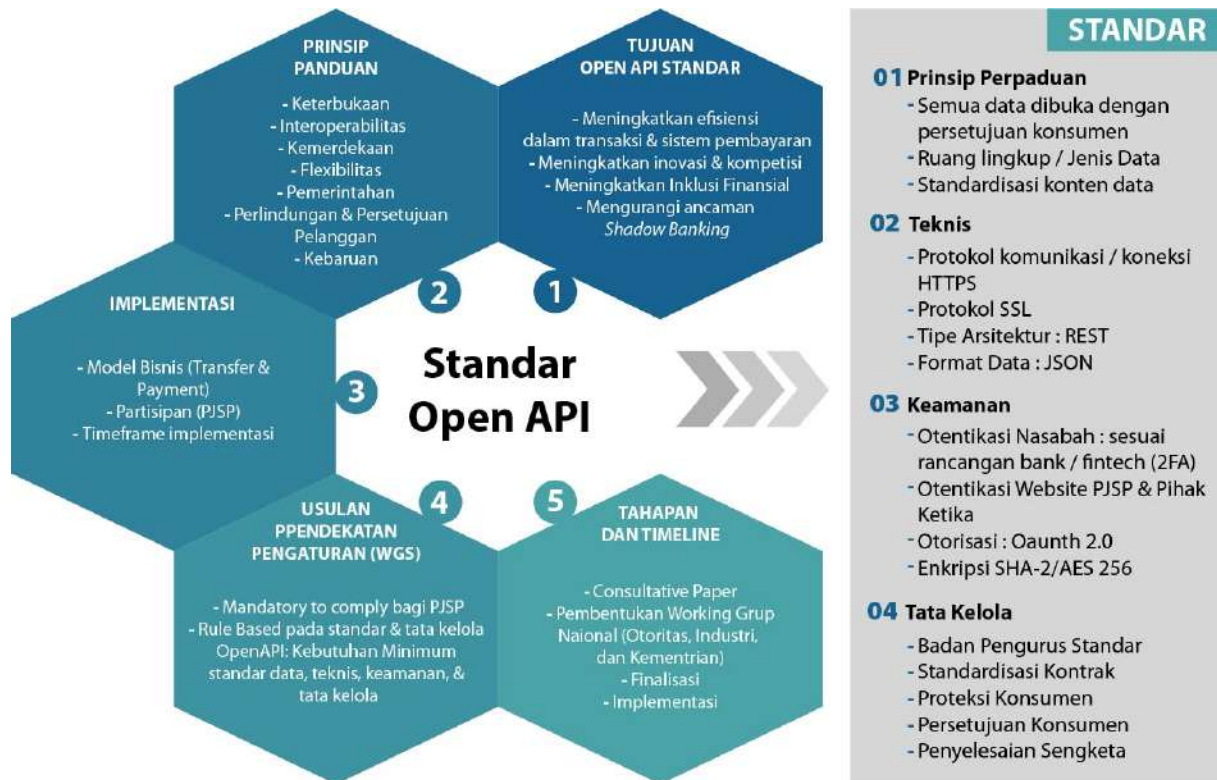 TUJUAN
OPEN API STANDAR
- Meningkatkan efisiensi
dalam transaksi & sistem pembayaran
- Meningkatkan inovasi & kompetisi
- Meningkatkan Inklusi Finansial
- Mengurangi ancaman
Shadow Banking
1
PRINSIP
PANDUAN
- Keterbukaan
- Interoperabilitas
- Kemerdekaan
- Flexibilitas
- Pemerintahan
- Perlindungan & Persetujuan
Pelanggan
- Kebaruan
2
IMPLEMENTASI
- Model Bisnis (Transfer &
Payment)
- Partisipan (PJSP)
- Timeframe implementasi
3
Standar
Open API
USULAN
PPENDEKATAN
PENGATURAN (WGS)
- Mandatory to comply bagi PJSP
- Rule Based pada standar & tata kelola
OpenAPI: Kebutuhan Minimum
standar data, teknis, keamanan, &
tata kelola
4
TAHAPAN
DAN TIMELINE
- Consultative Paper
- Pembentukan Working Grup
Naional (Otoritas, Industri,
dan Kementrian)
- Finalisasi
- Implementasi
5
STANDAR
01 Prinsip Perpaduan
- Semua data dibuka dengan
persetujuan konsumen
- Ruang lingkup / Jenis Data
- Standardisasi konten data
02 Teknis
- Protokol komunikasi / koneksi
HTTPS
- Protokol SSL
- Tipe Arsitektur : REST
- Format Data : JSON
03 Keamanan
- Otentikasi Nasabah : sesuai
rancangan bank / fintech (2FA)
- Otentikasi Website PJSP & Pihak
Ketika
- Otorisasi : Oaunth 2.0
- Enkripsi SHA-2/AES 256
04 Tata Kelola
- Badan Pengurus Standar
- Standardisasi Kontrak
- Proteksi Konsumen
- Persetujuan Konsumen
- Penyelesaian Sengketa